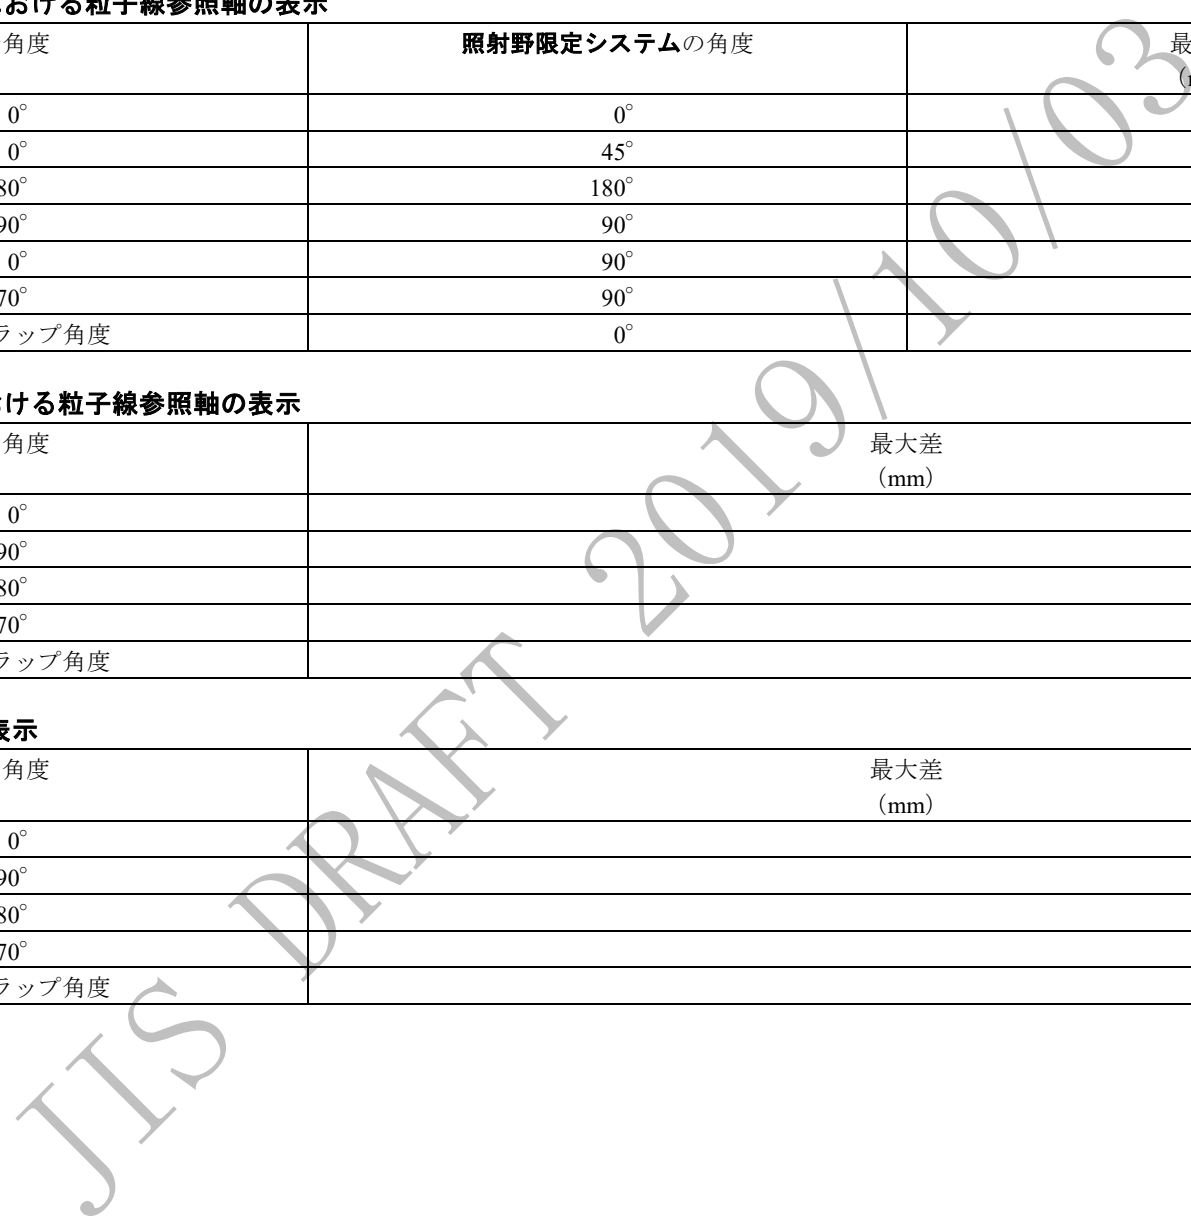 おける粒子線参照軸の表示
角度 照射野限定システムの角度 最
0° 0°
0° 45°
80° 180°
90° 90°
0° 90°
70° 90°
ラップ角度 0°
ける粒子線参照軸の表示
角度 最大差
(mm)
0°
90°
80°
70°
ラップ角度
表示
角度 最大差
(mm)
0°
90°
80°
70°
ラップ角度
JIS DRAFT 2019/10/03